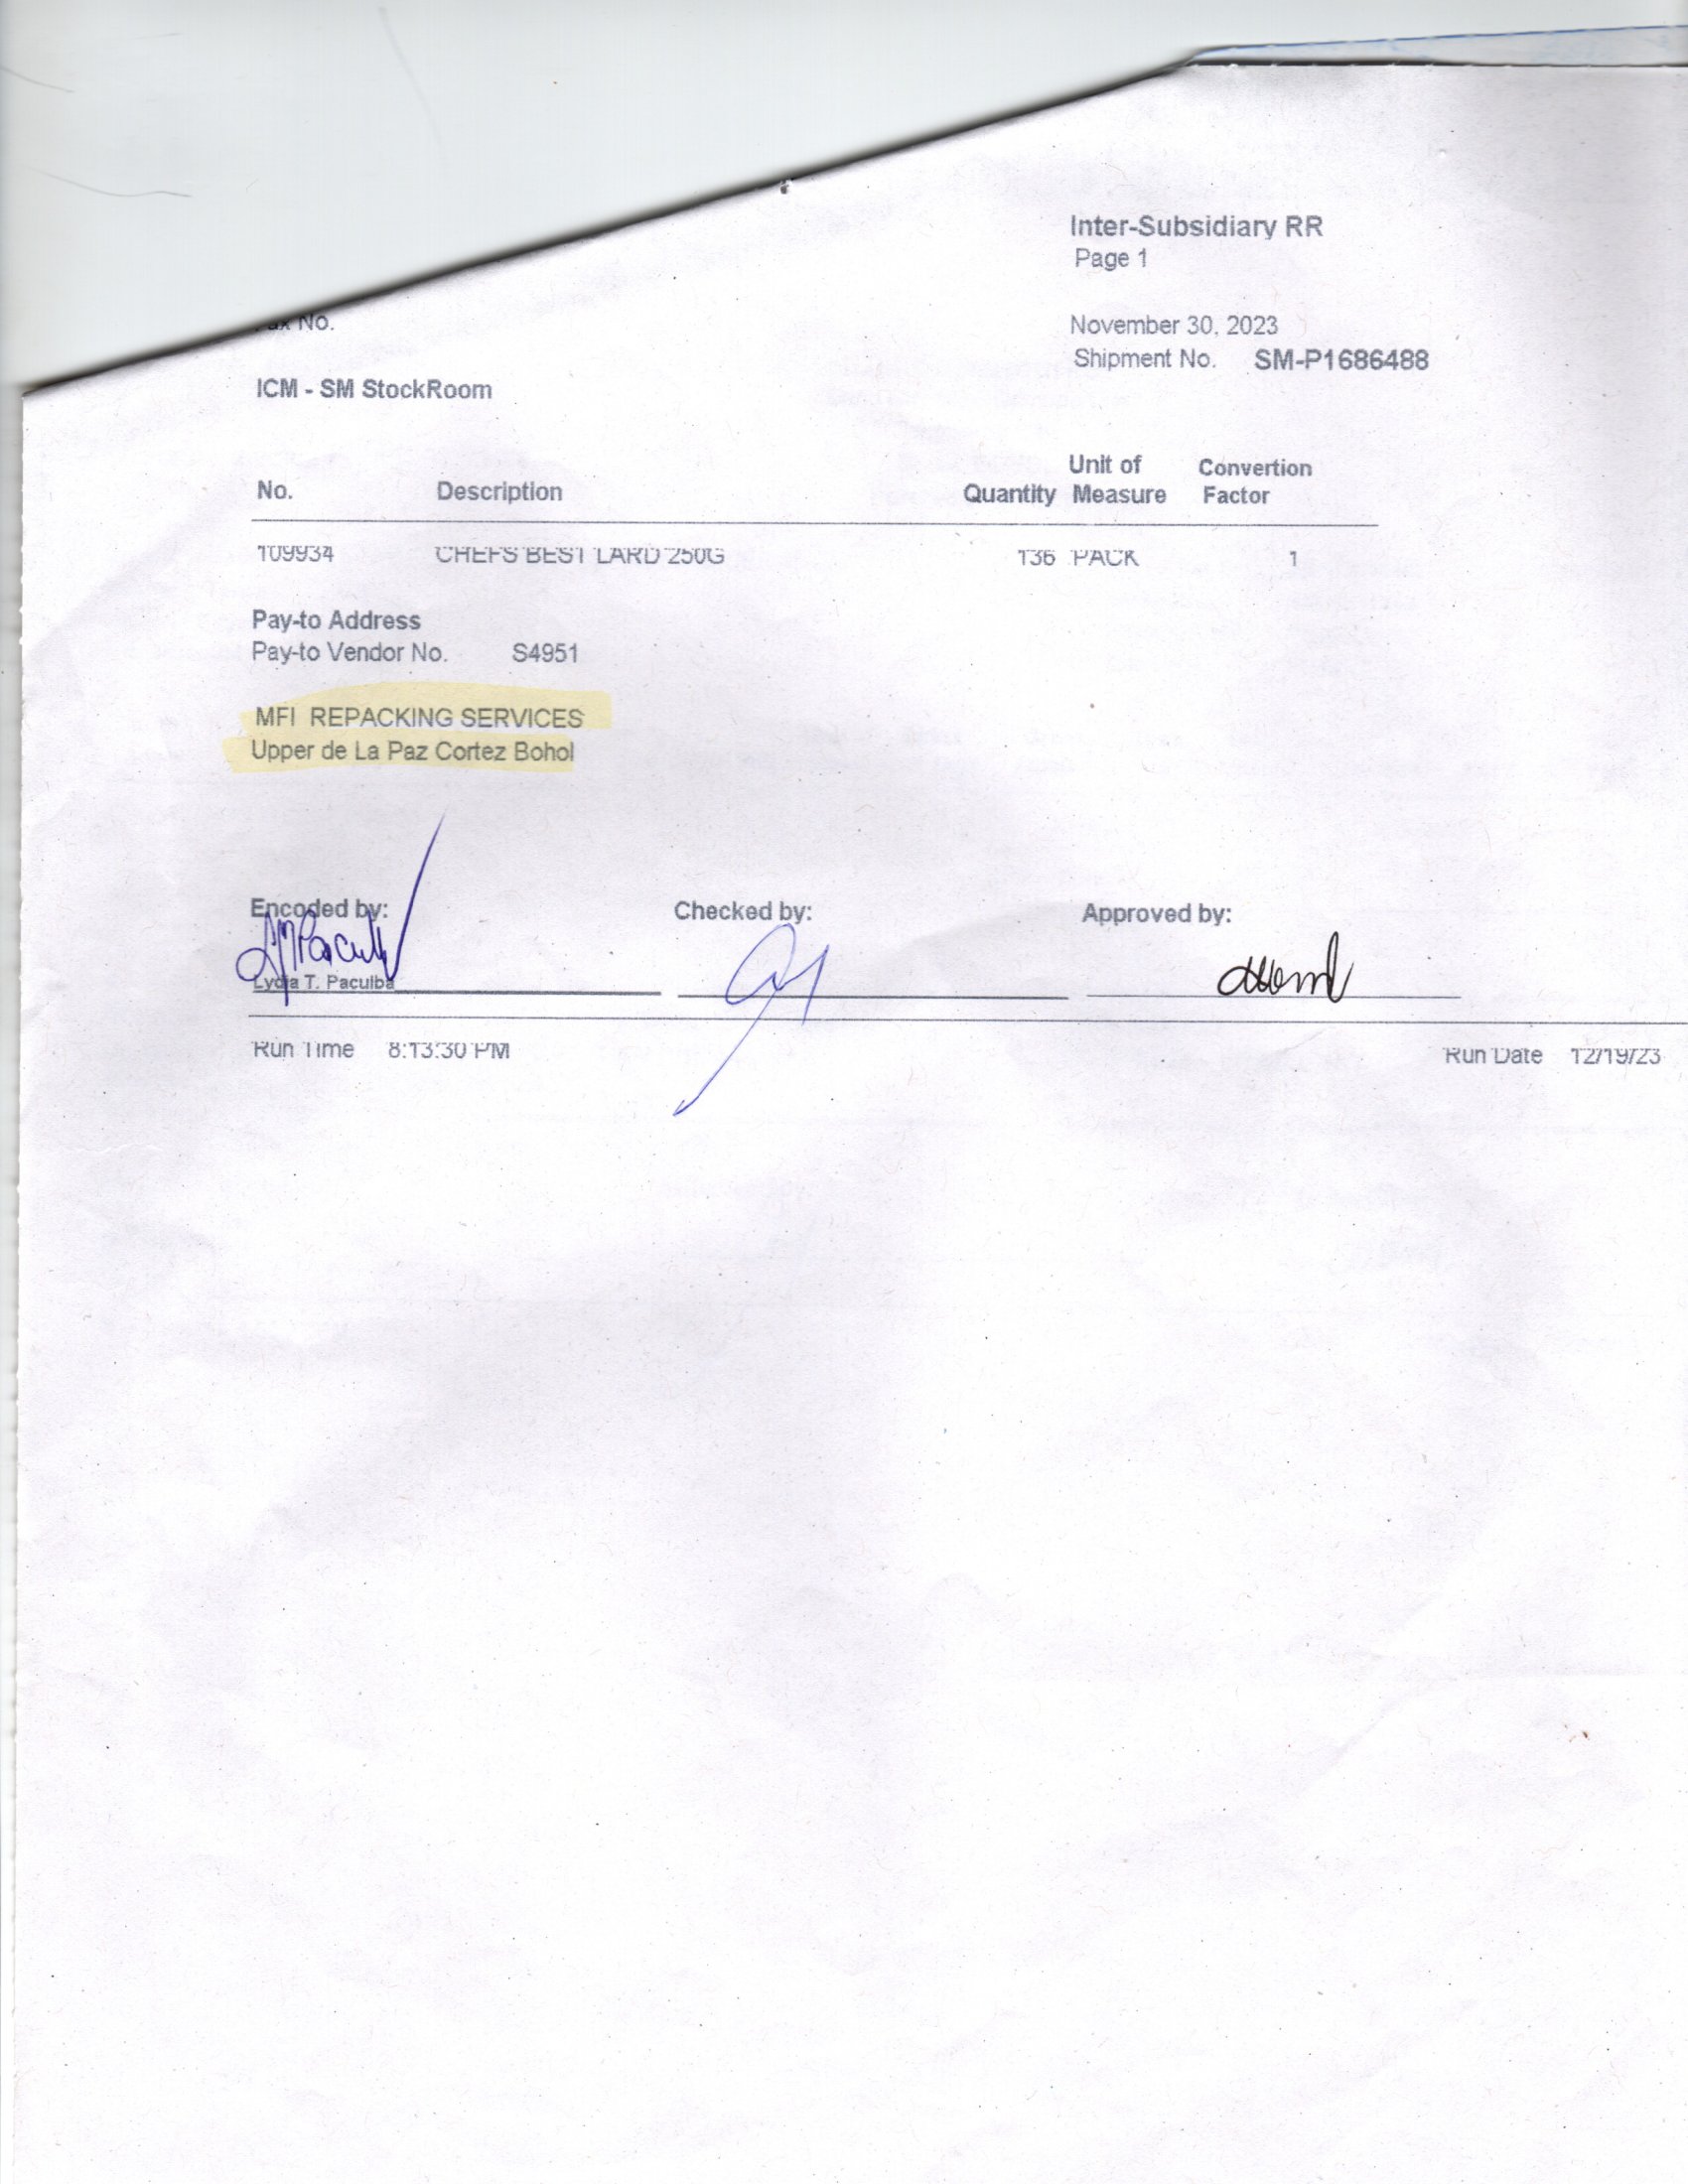 Inter-Subsidiary RR
Page 1
Fax No.
November 30, 2023
Shipment No. SM-P1686488
ICM - SM StockRoom
No. Description Quantity Unit of Measure Convertion Factor
109934 CHEFS BEST LARD 250G 136 PACK 1
Pay-to Address
Pay-to Vendor No. S4951
MFI REPACKING SERVICES
Upper de La Paz Cortez Bohol
Encoded by: Checked by: Approved by:
Lydia T. Paculba
Run Time 8:13:30 PM Run Date 12/19/23